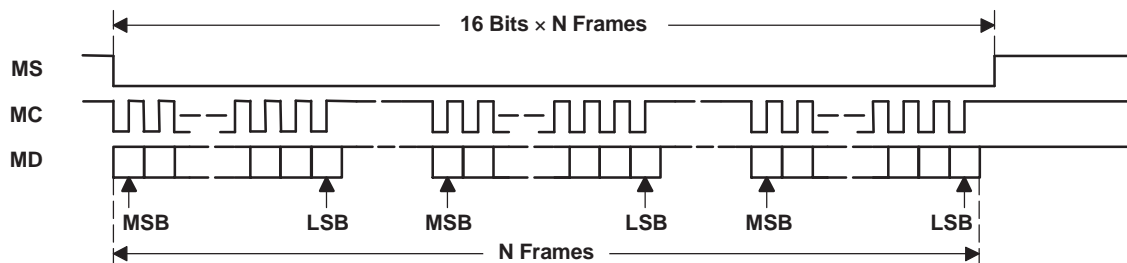 16 Bits × N Frames
MS
MC
MD
MSB LSB MSB LSB MSB LSB
N Frames